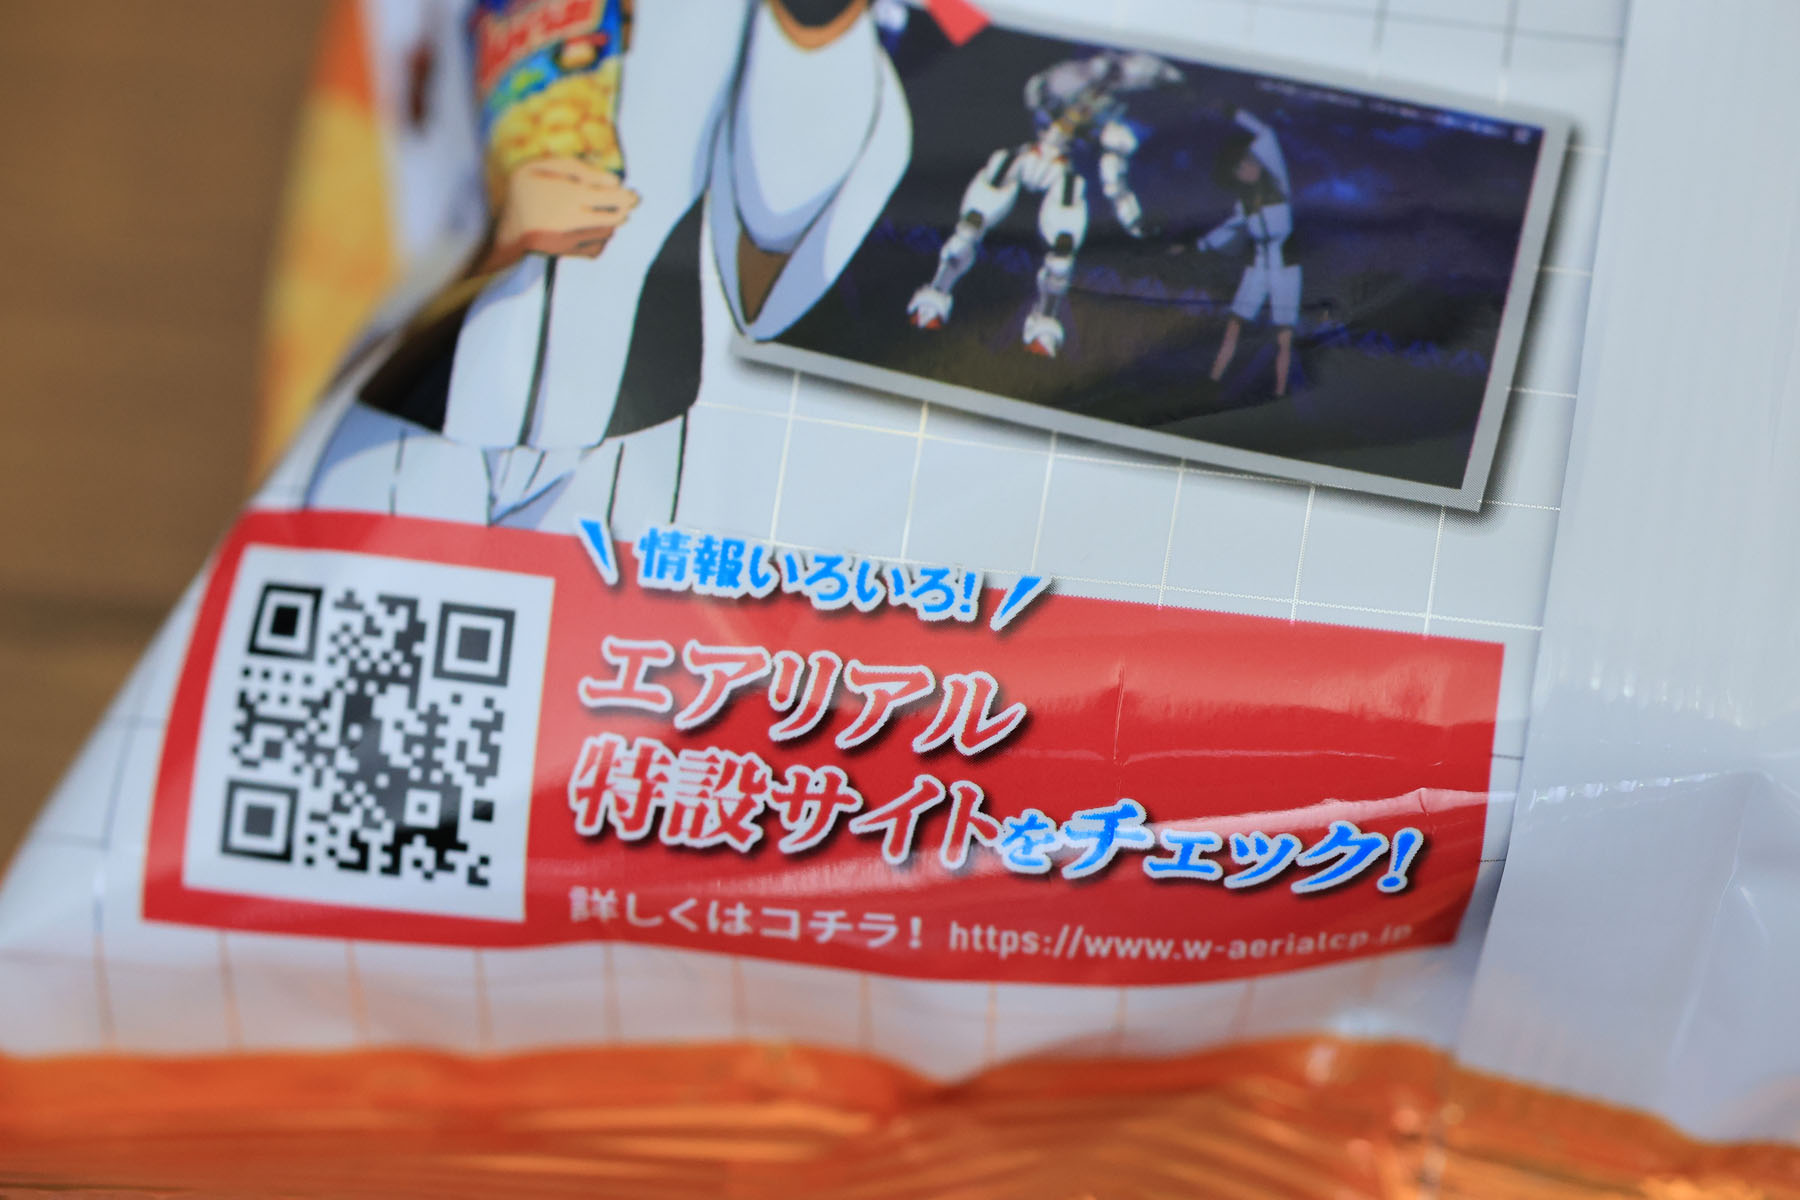 情報いろいろ!
エアリアル
特設サイトをチェック!
詳しくはコチラ! https://www.w-aerialcp.jp